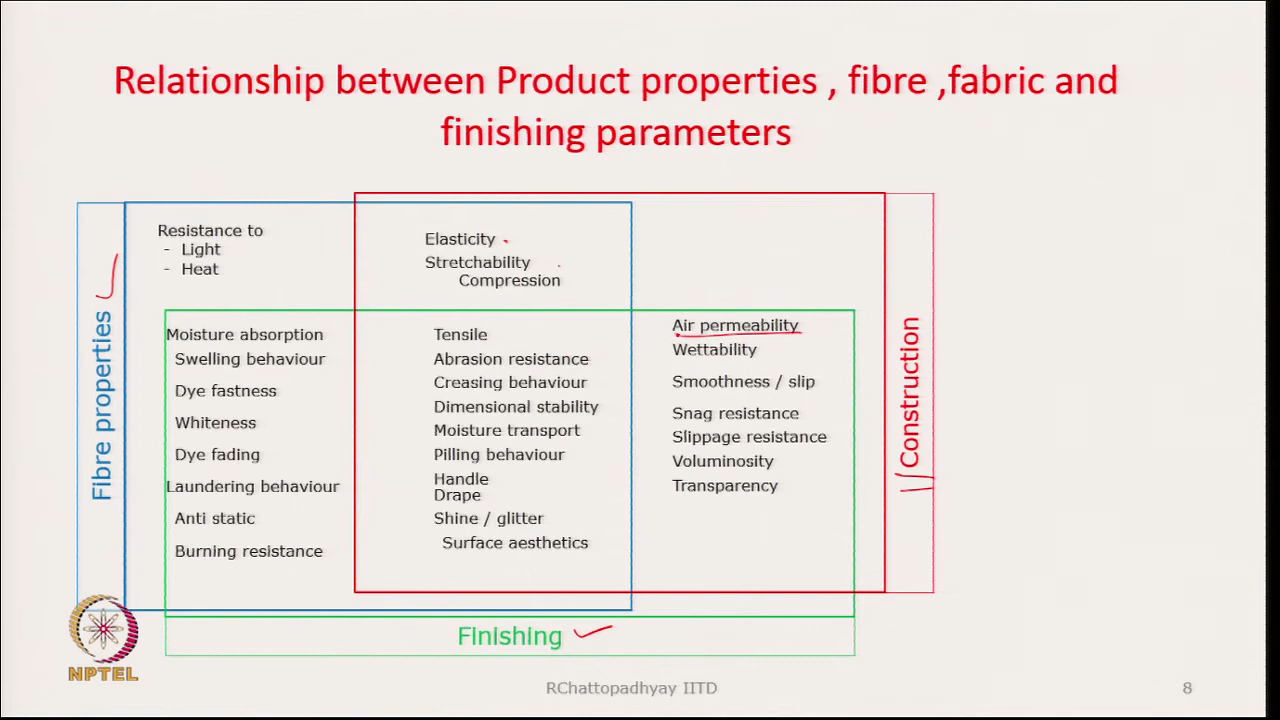 Relationship between Product properties , fibre ,fabric and
finishing parameters
Fibre properties
Resistance to
- Light
- Heat
Moisture absorption
Swelling behaviour
Dye fastness
Whiteness
Dye fading
Laundering behaviour
Anti static
Burning resistance
Elasticity
Stretchability
Compression
Tensile
Abrasion resistance
Creasing behaviour
Dimensional stability
Moisture transport
Pilling behaviour
Handle
Drape
Shine / glitter
Surface aesthetics
Air permeability
Wettability
Smoothness / slip
Snag resistance
Slippage resistance
Voluminosity
Transparency
Construction
Finishing
NPTEL
RChattopadhyay IITD
8